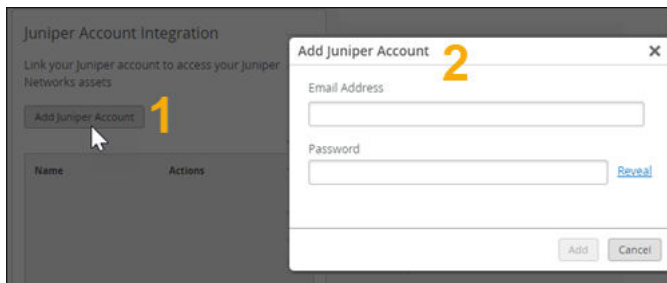 Juniper Account Integration
Link your Juniper account to access your Juniper
Networks assets
Add Juniper Account
1
Name Actions
Add Juniper Account
2
Email Address
Password
Reveal
Add Cancel